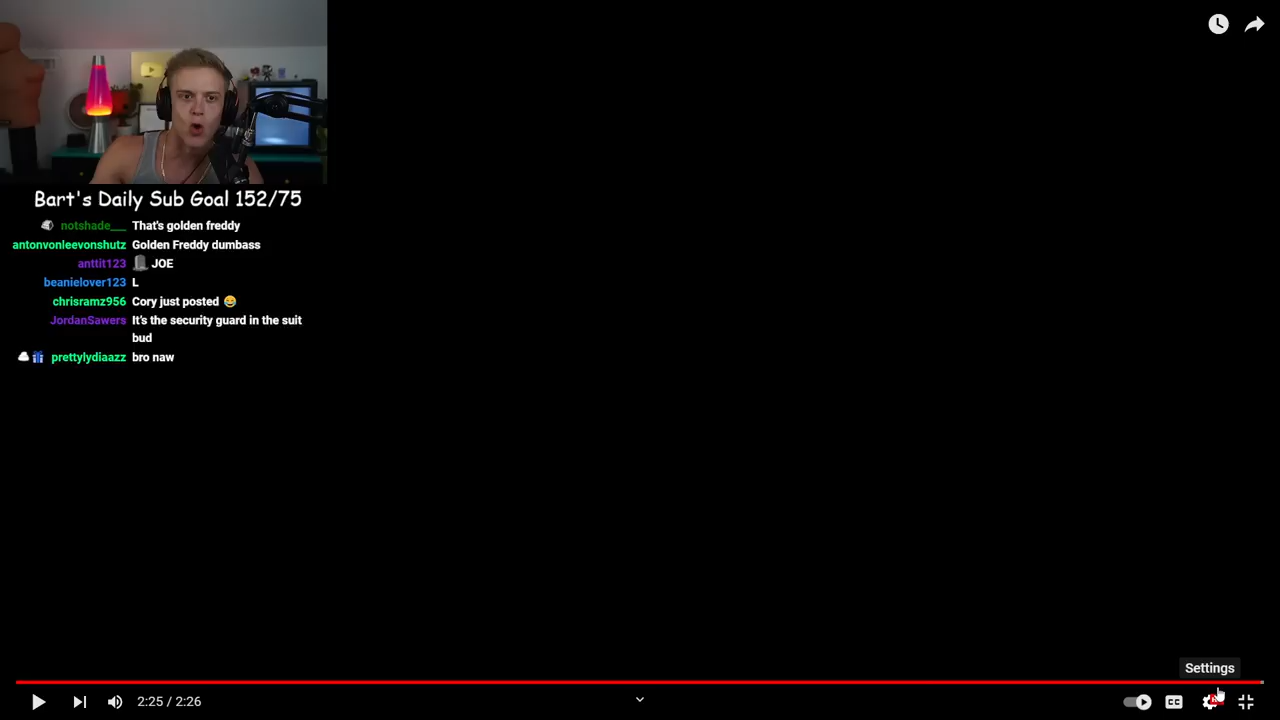 Bart's Daily Sub Goal 152/75
notshade___ That's golden freddy
antonvonleevonshutz Golden Freddy dumbass
anttit123 JOE
beanielover123 L
chrisramz956 Cory just posted 😂
JordanSawers It's the security guard in the suit
bud
prettylydiaazz bro naw
Settings
2:25 / 2:26
CC